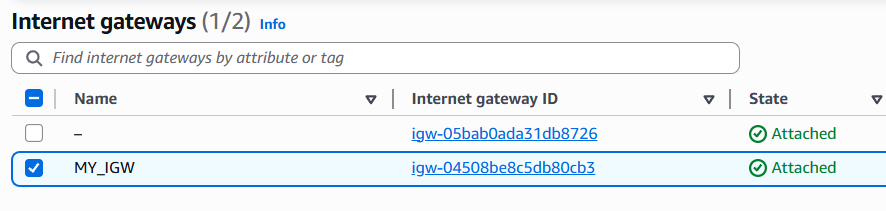 Internet gateways (1/2) Info
Find internet gateways by attribute or tag
Name Internet gateway ID State
– igw-05bab0ada31db8726 Attached
MY_IGW igw-04508be8c5db80cb3 Attached